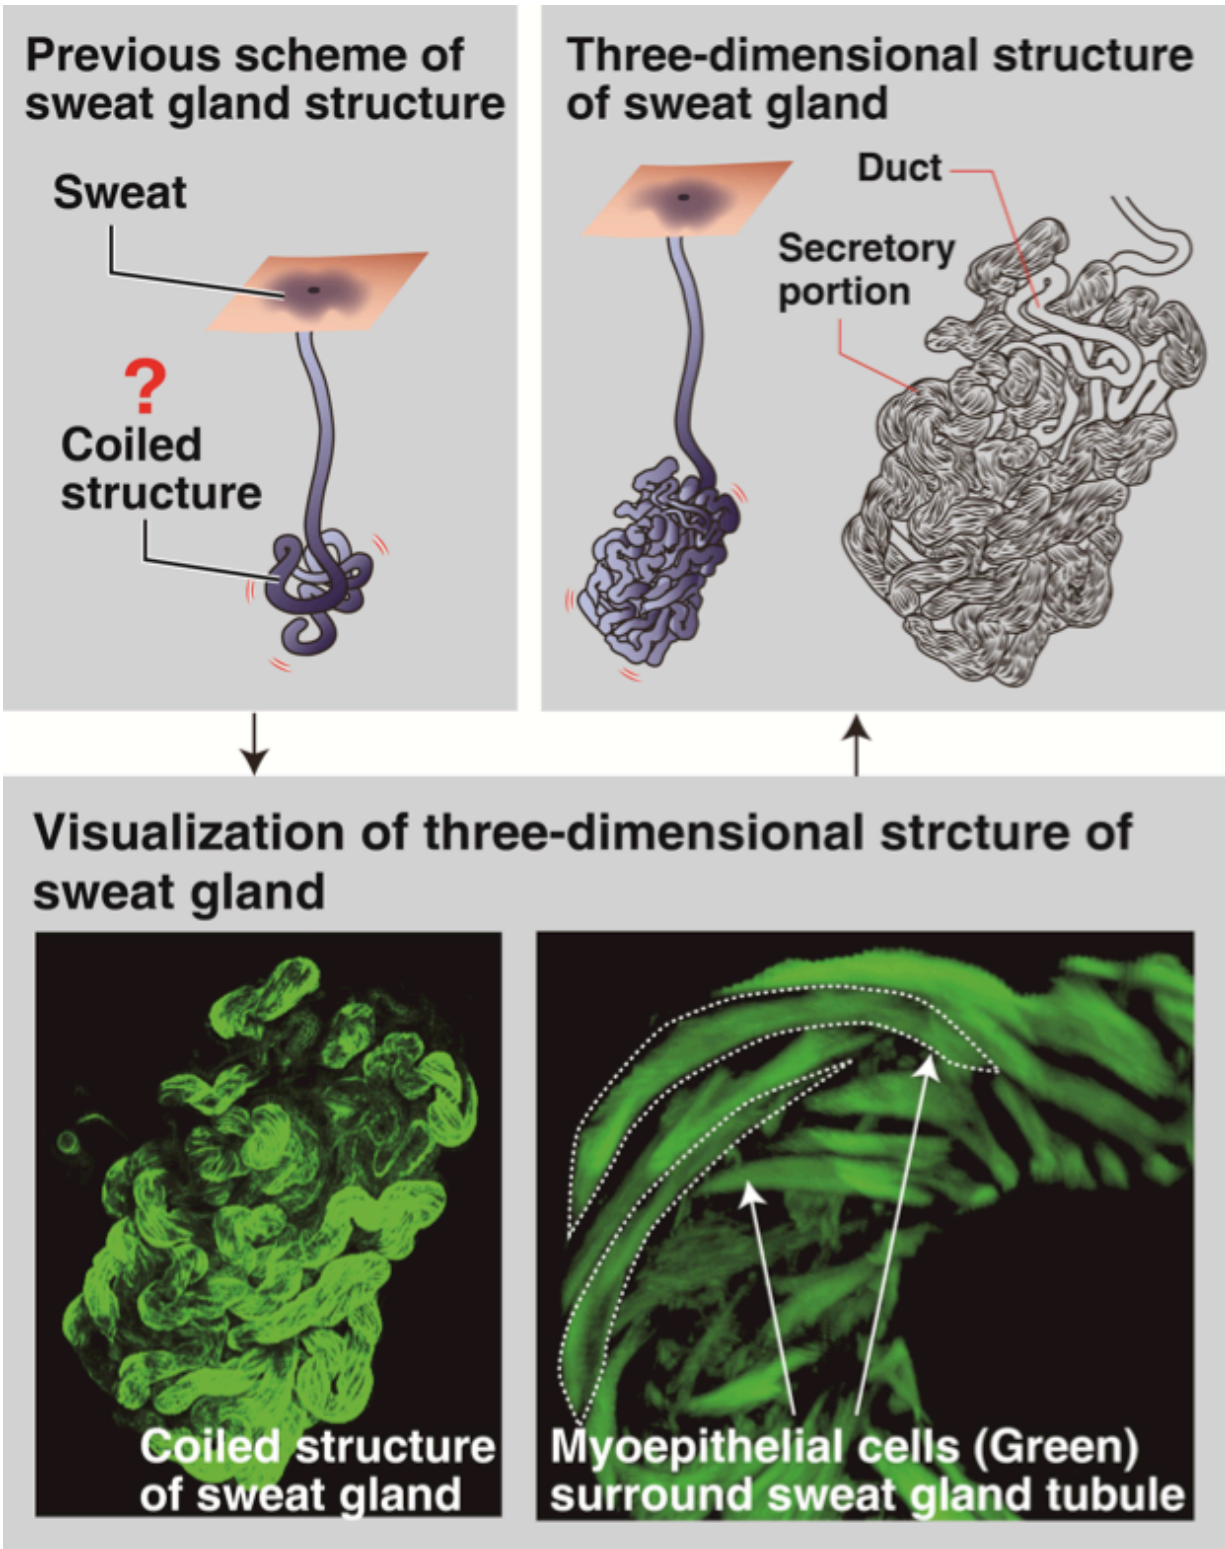 Previous scheme of
sweat gland structure
Sweat
?
Coiled
structure
Three-dimensional structure
of sweat gland
Duct
Secretory
portion
Visualization of three-dimensional strcture of
sweat gland
Coiled structure
of sweat gland
Myoepithelial cells (Green)
surround sweat gland tubule